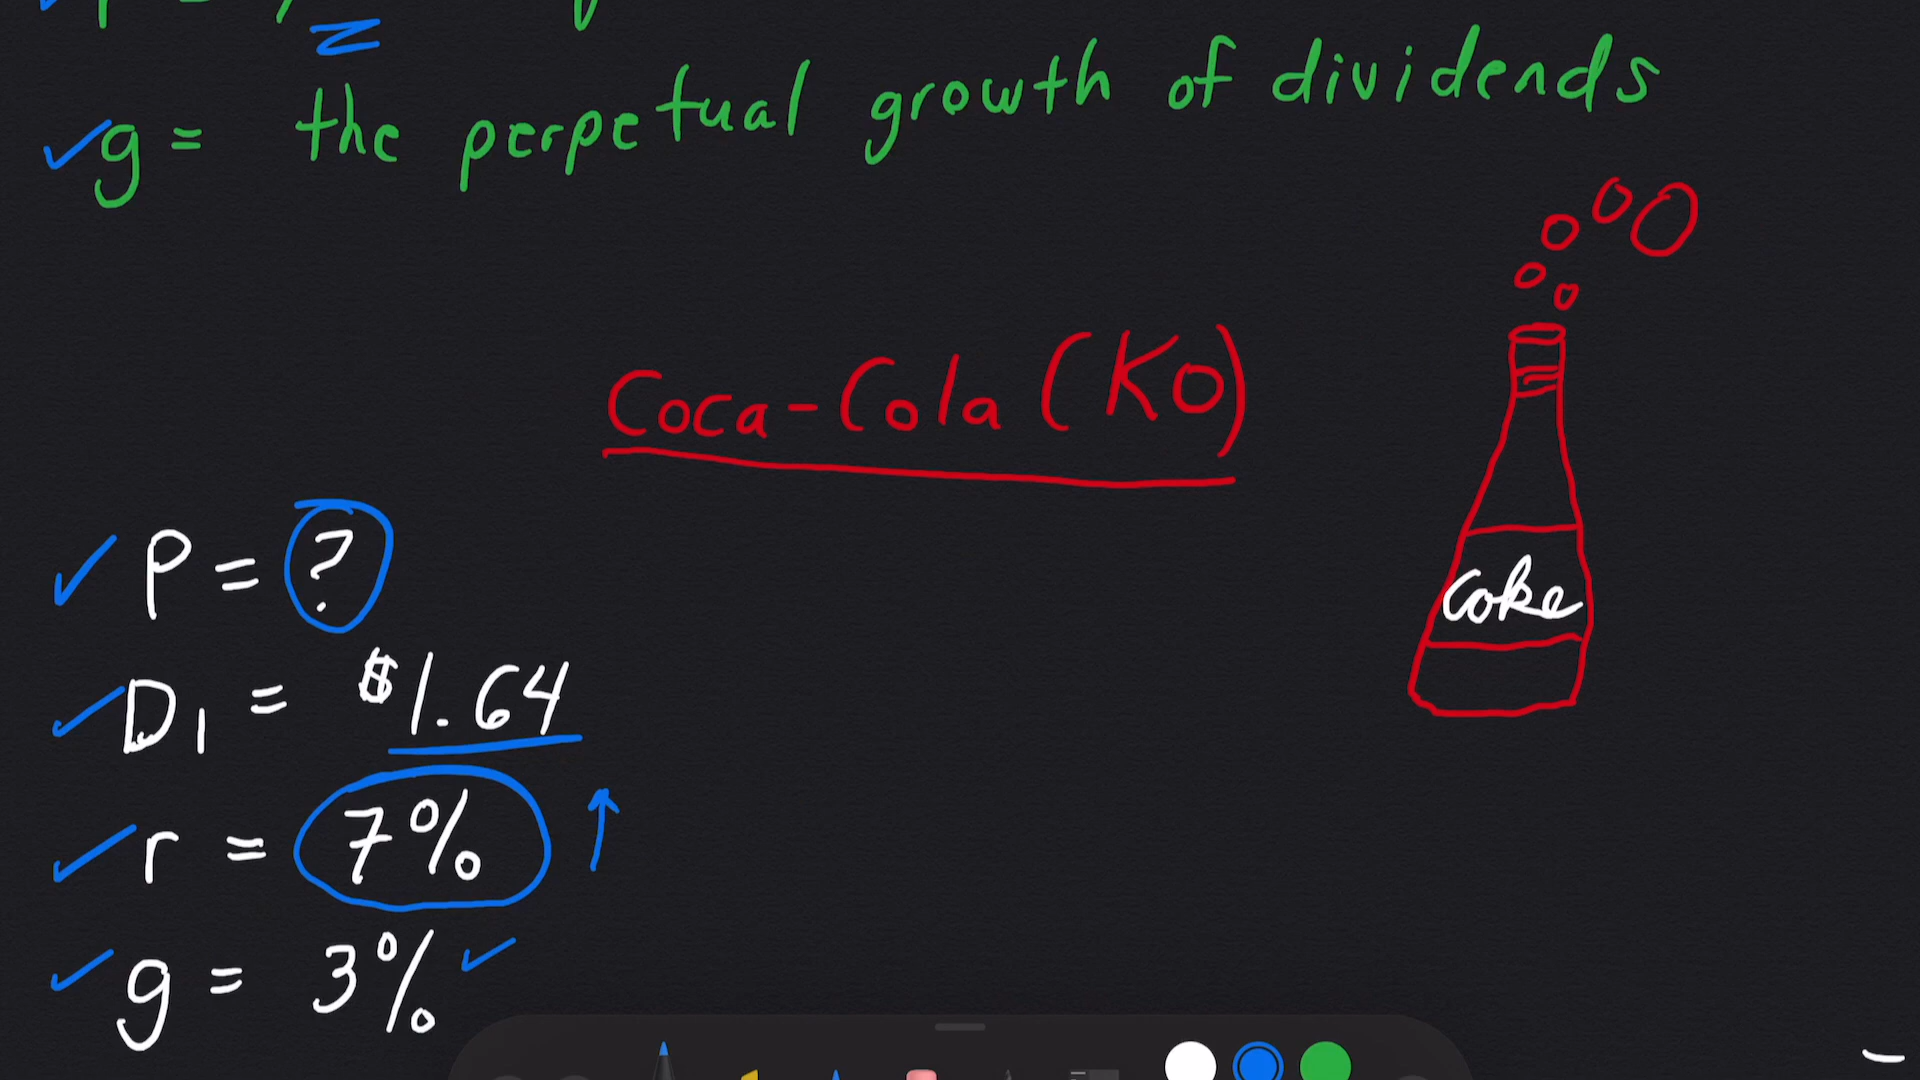 g = the perpetual growth of dividends
Coca-Cola (KO)
P = ?
Coke
D1 = $1.64
r = 7% ↑
g = 3%